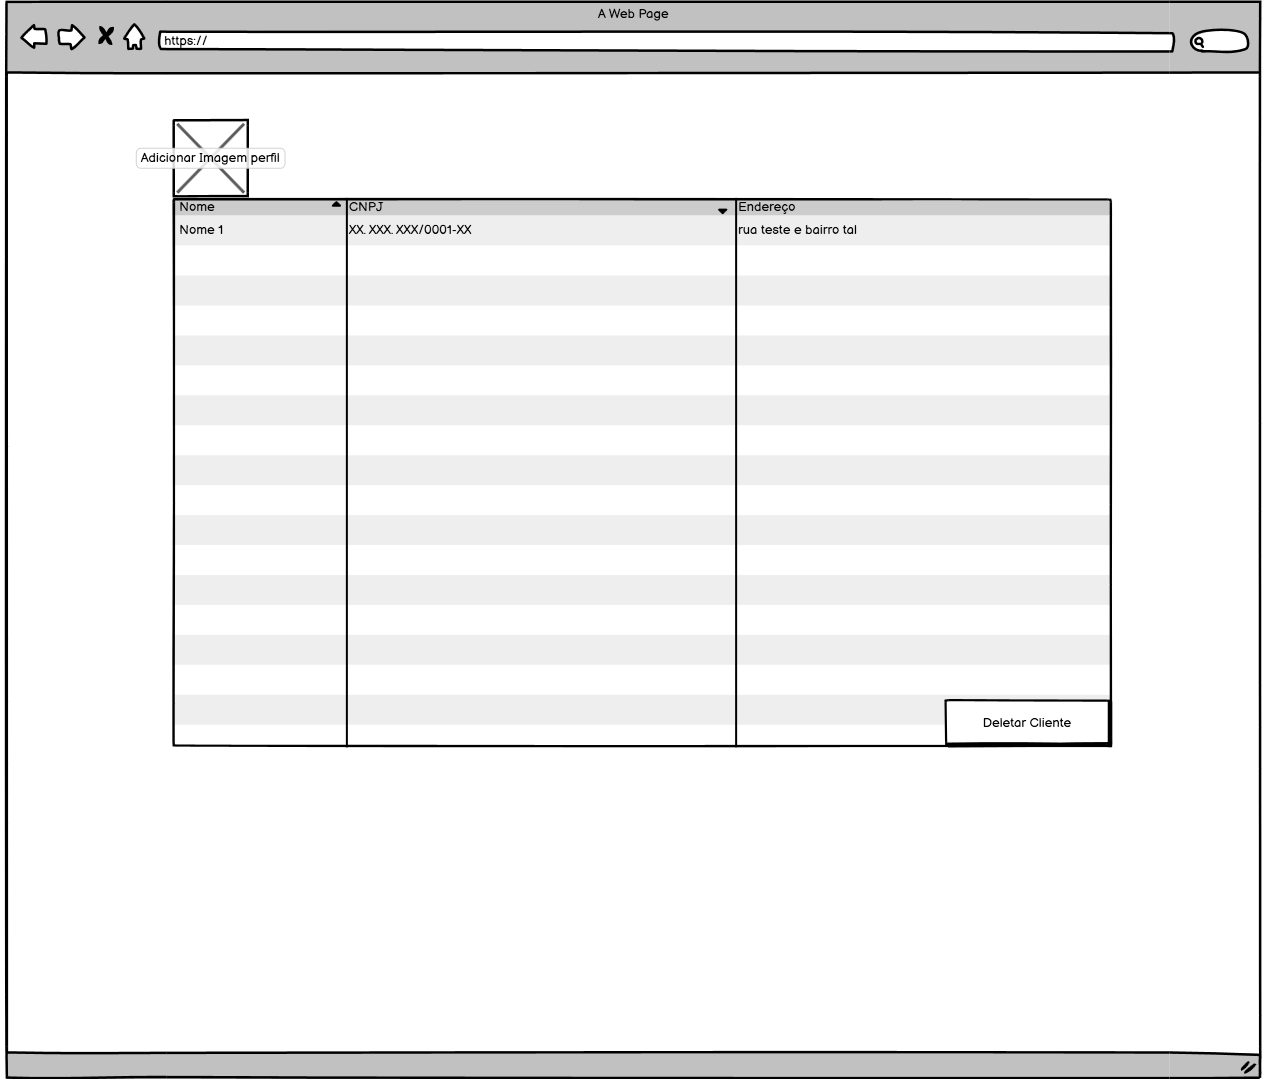 A Web Page
https://
Adicionar Imagem perfil
Nome CNPJ Endereço
Nome 1 XX. XXX. XXX/0001-XX rua teste e bairro tal
Deletar Cliente